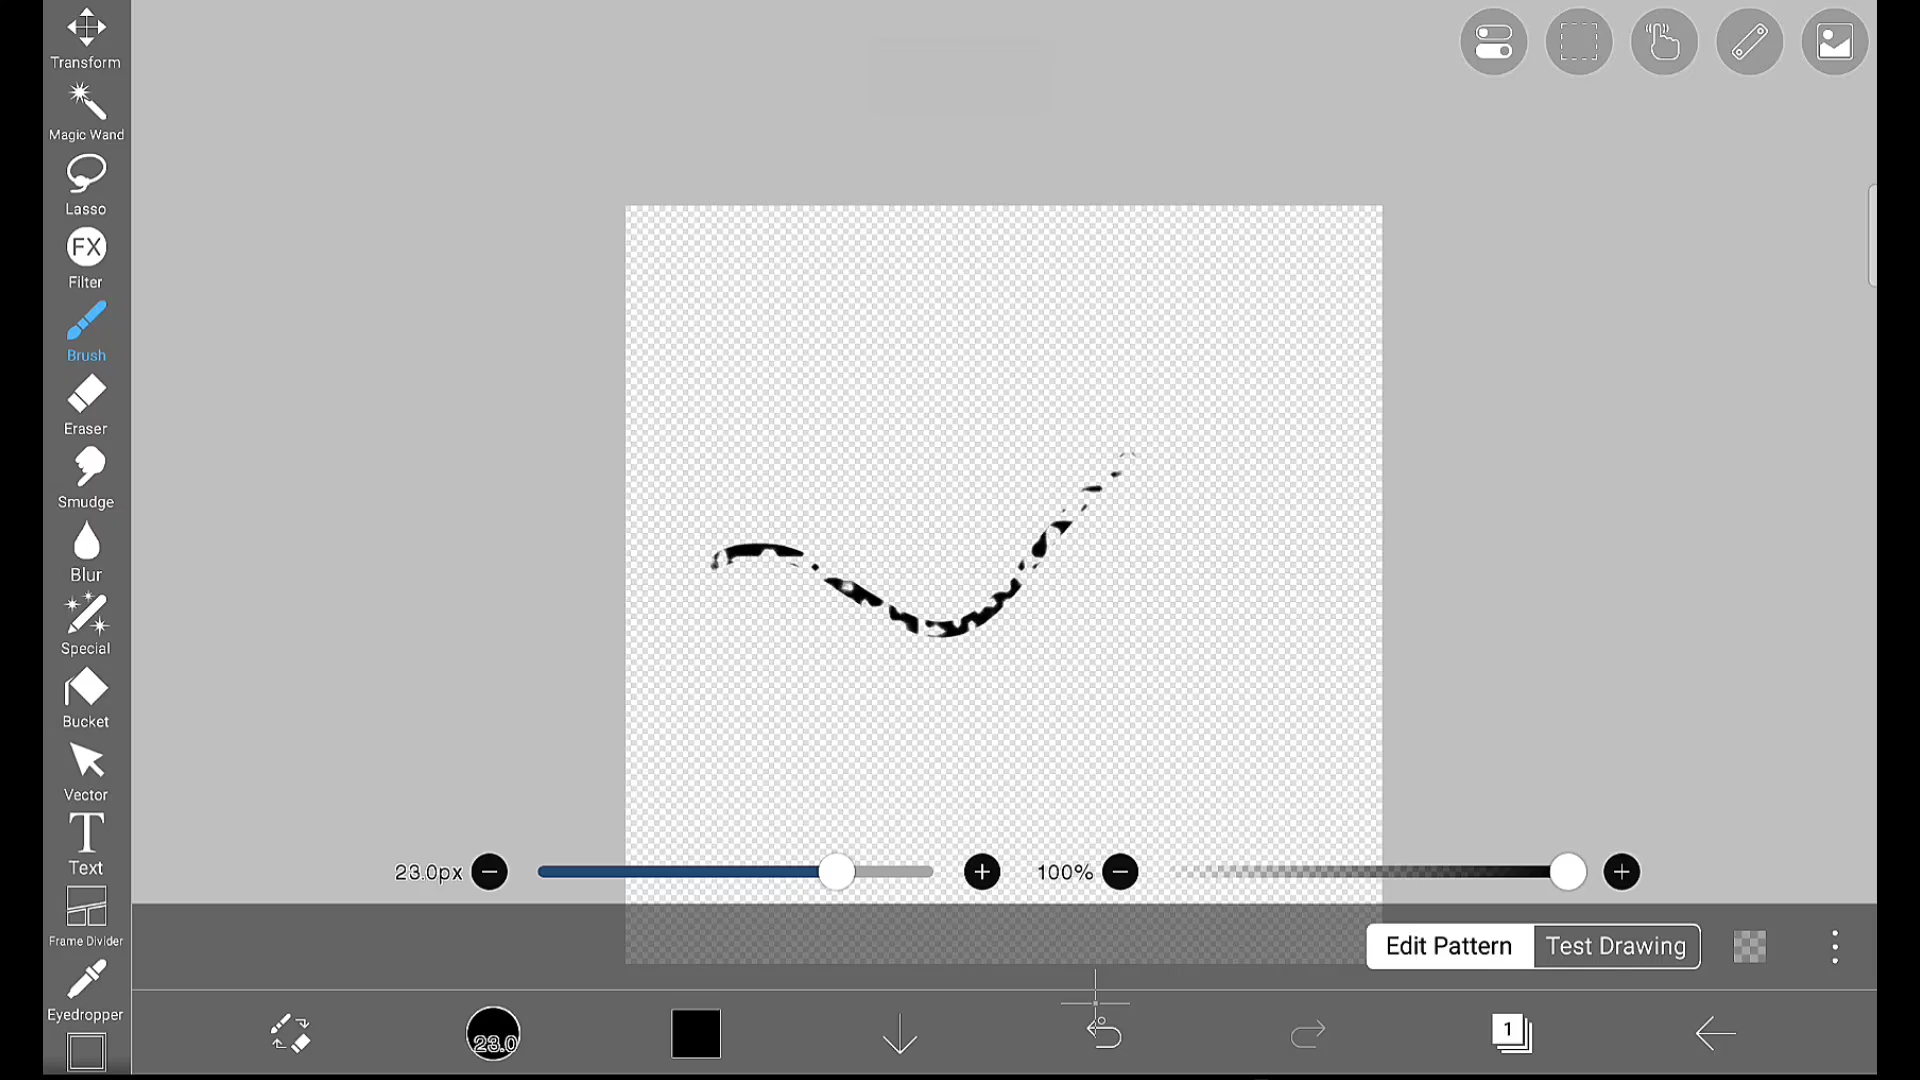 Transform
Magic Wand
Lasso
FX
Filter
Brush
Eraser
Smudge
Blur
Special
Bucket
Vector
T
Text
Frame Divider
Eyedropper
23.0px
100%
Edit Pattern
Test Drawing
23.0
1